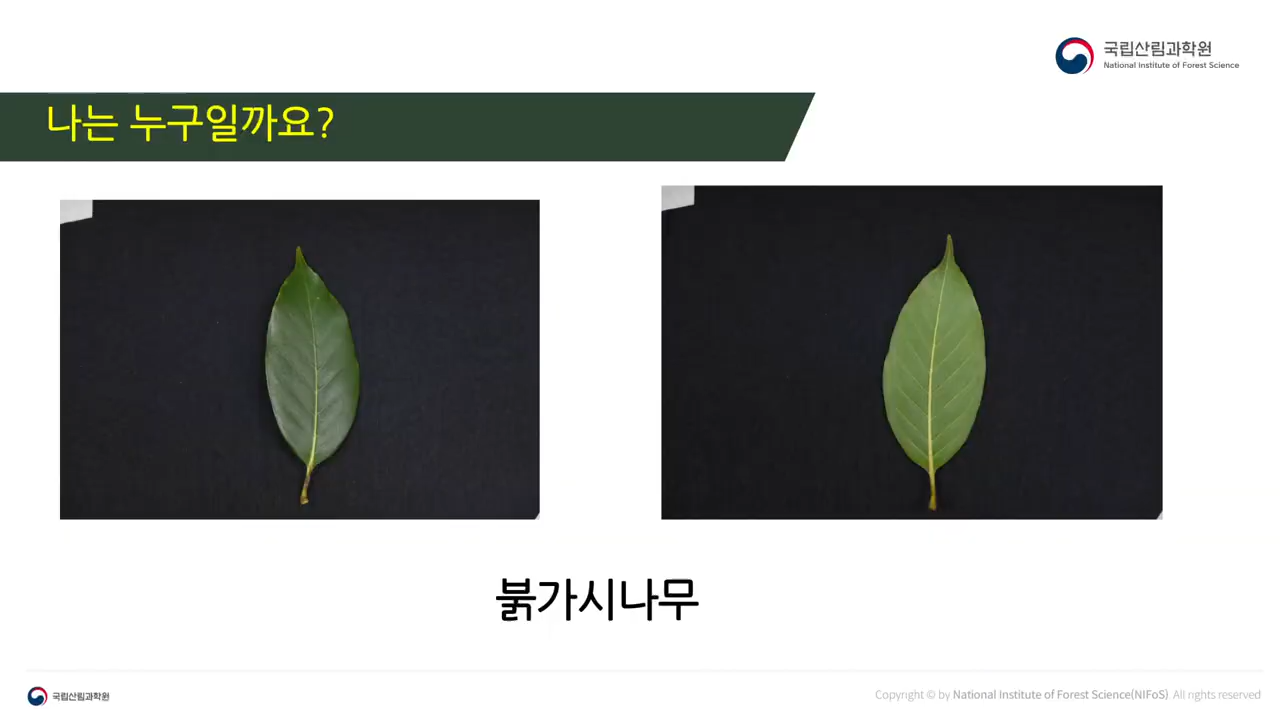 국립산림과학원
National Institute of Forest Science
나는 누구일까요?
붉가시나무
국립산림과학원
Copyright © by National Institute of Forest Science(NIFoS). All rights reserved